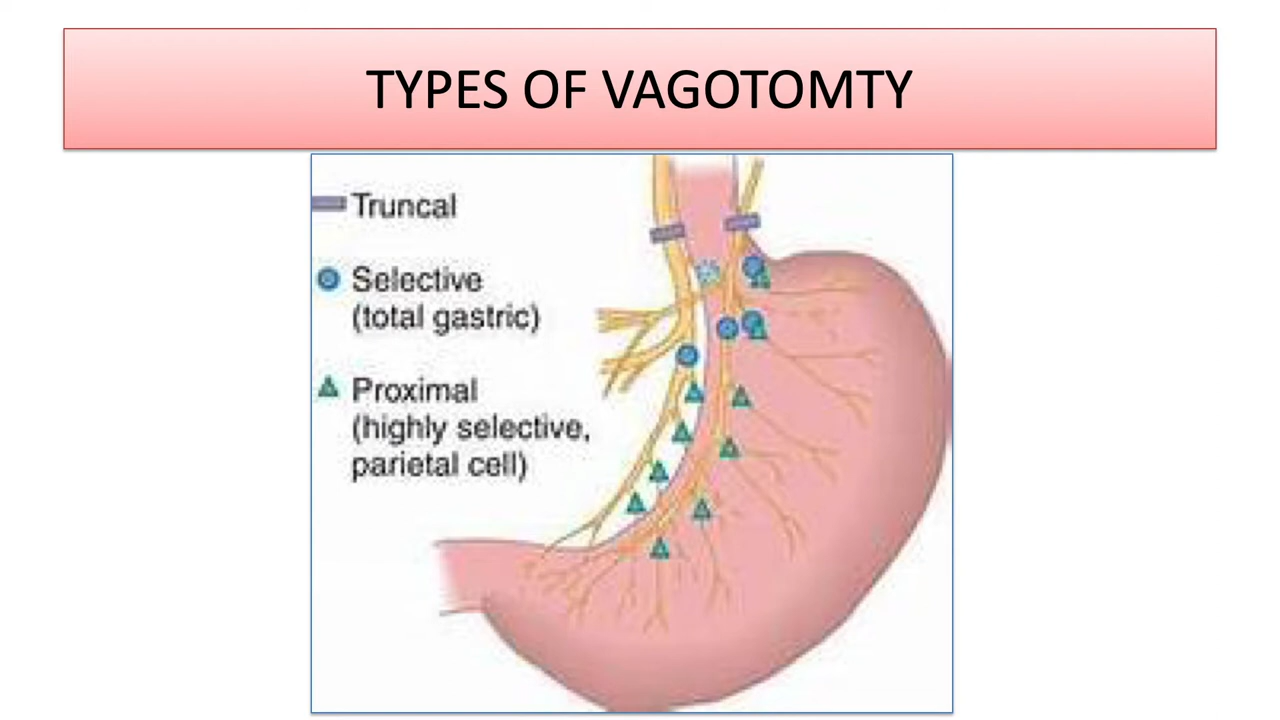 TYPES OF VAGOTOMTY
Truncal
Selective
(total gastric)
Proximal
(highly selective,
parietal cell)